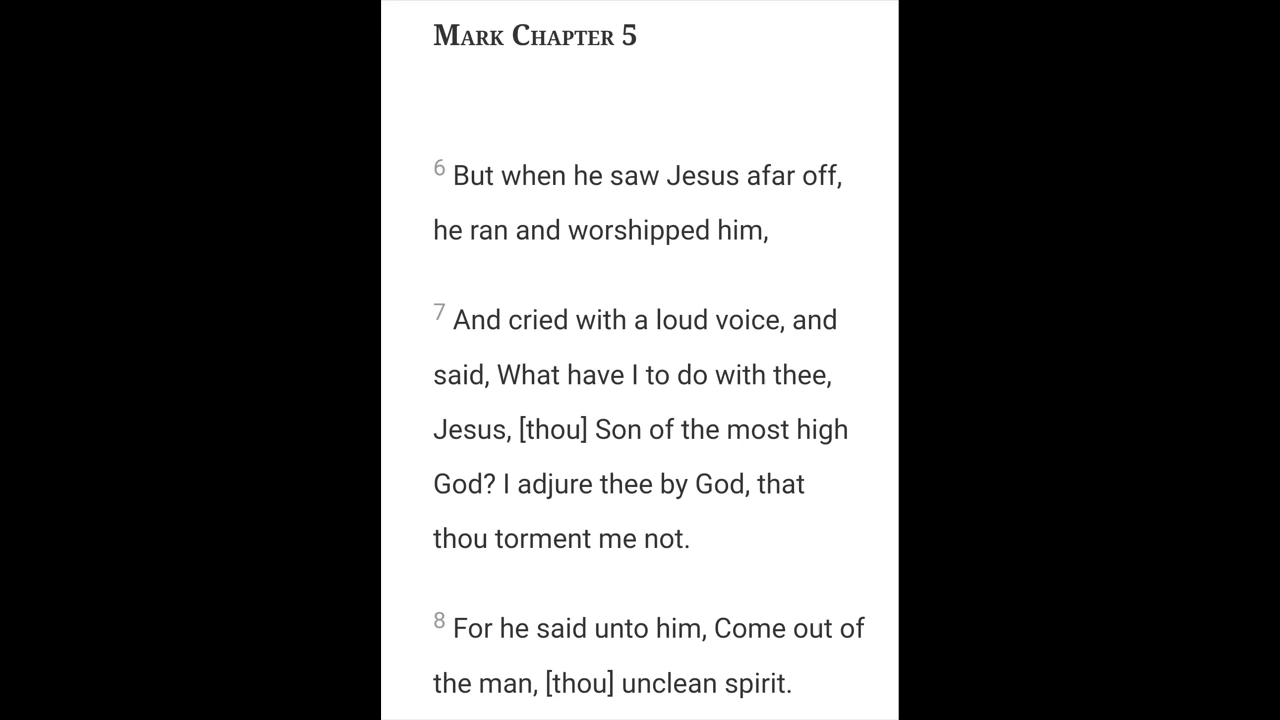 Mark Chapter 5
6 But when he saw Jesus afar off,
he ran and worshipped him,
7 And cried with a loud voice, and
said, What have I to do with thee,
Jesus, [thou] Son of the most high
God? I adjure thee by God, that
thou torment me not.
8 For he said unto him, Come out of
the man, [thou] unclean spirit.